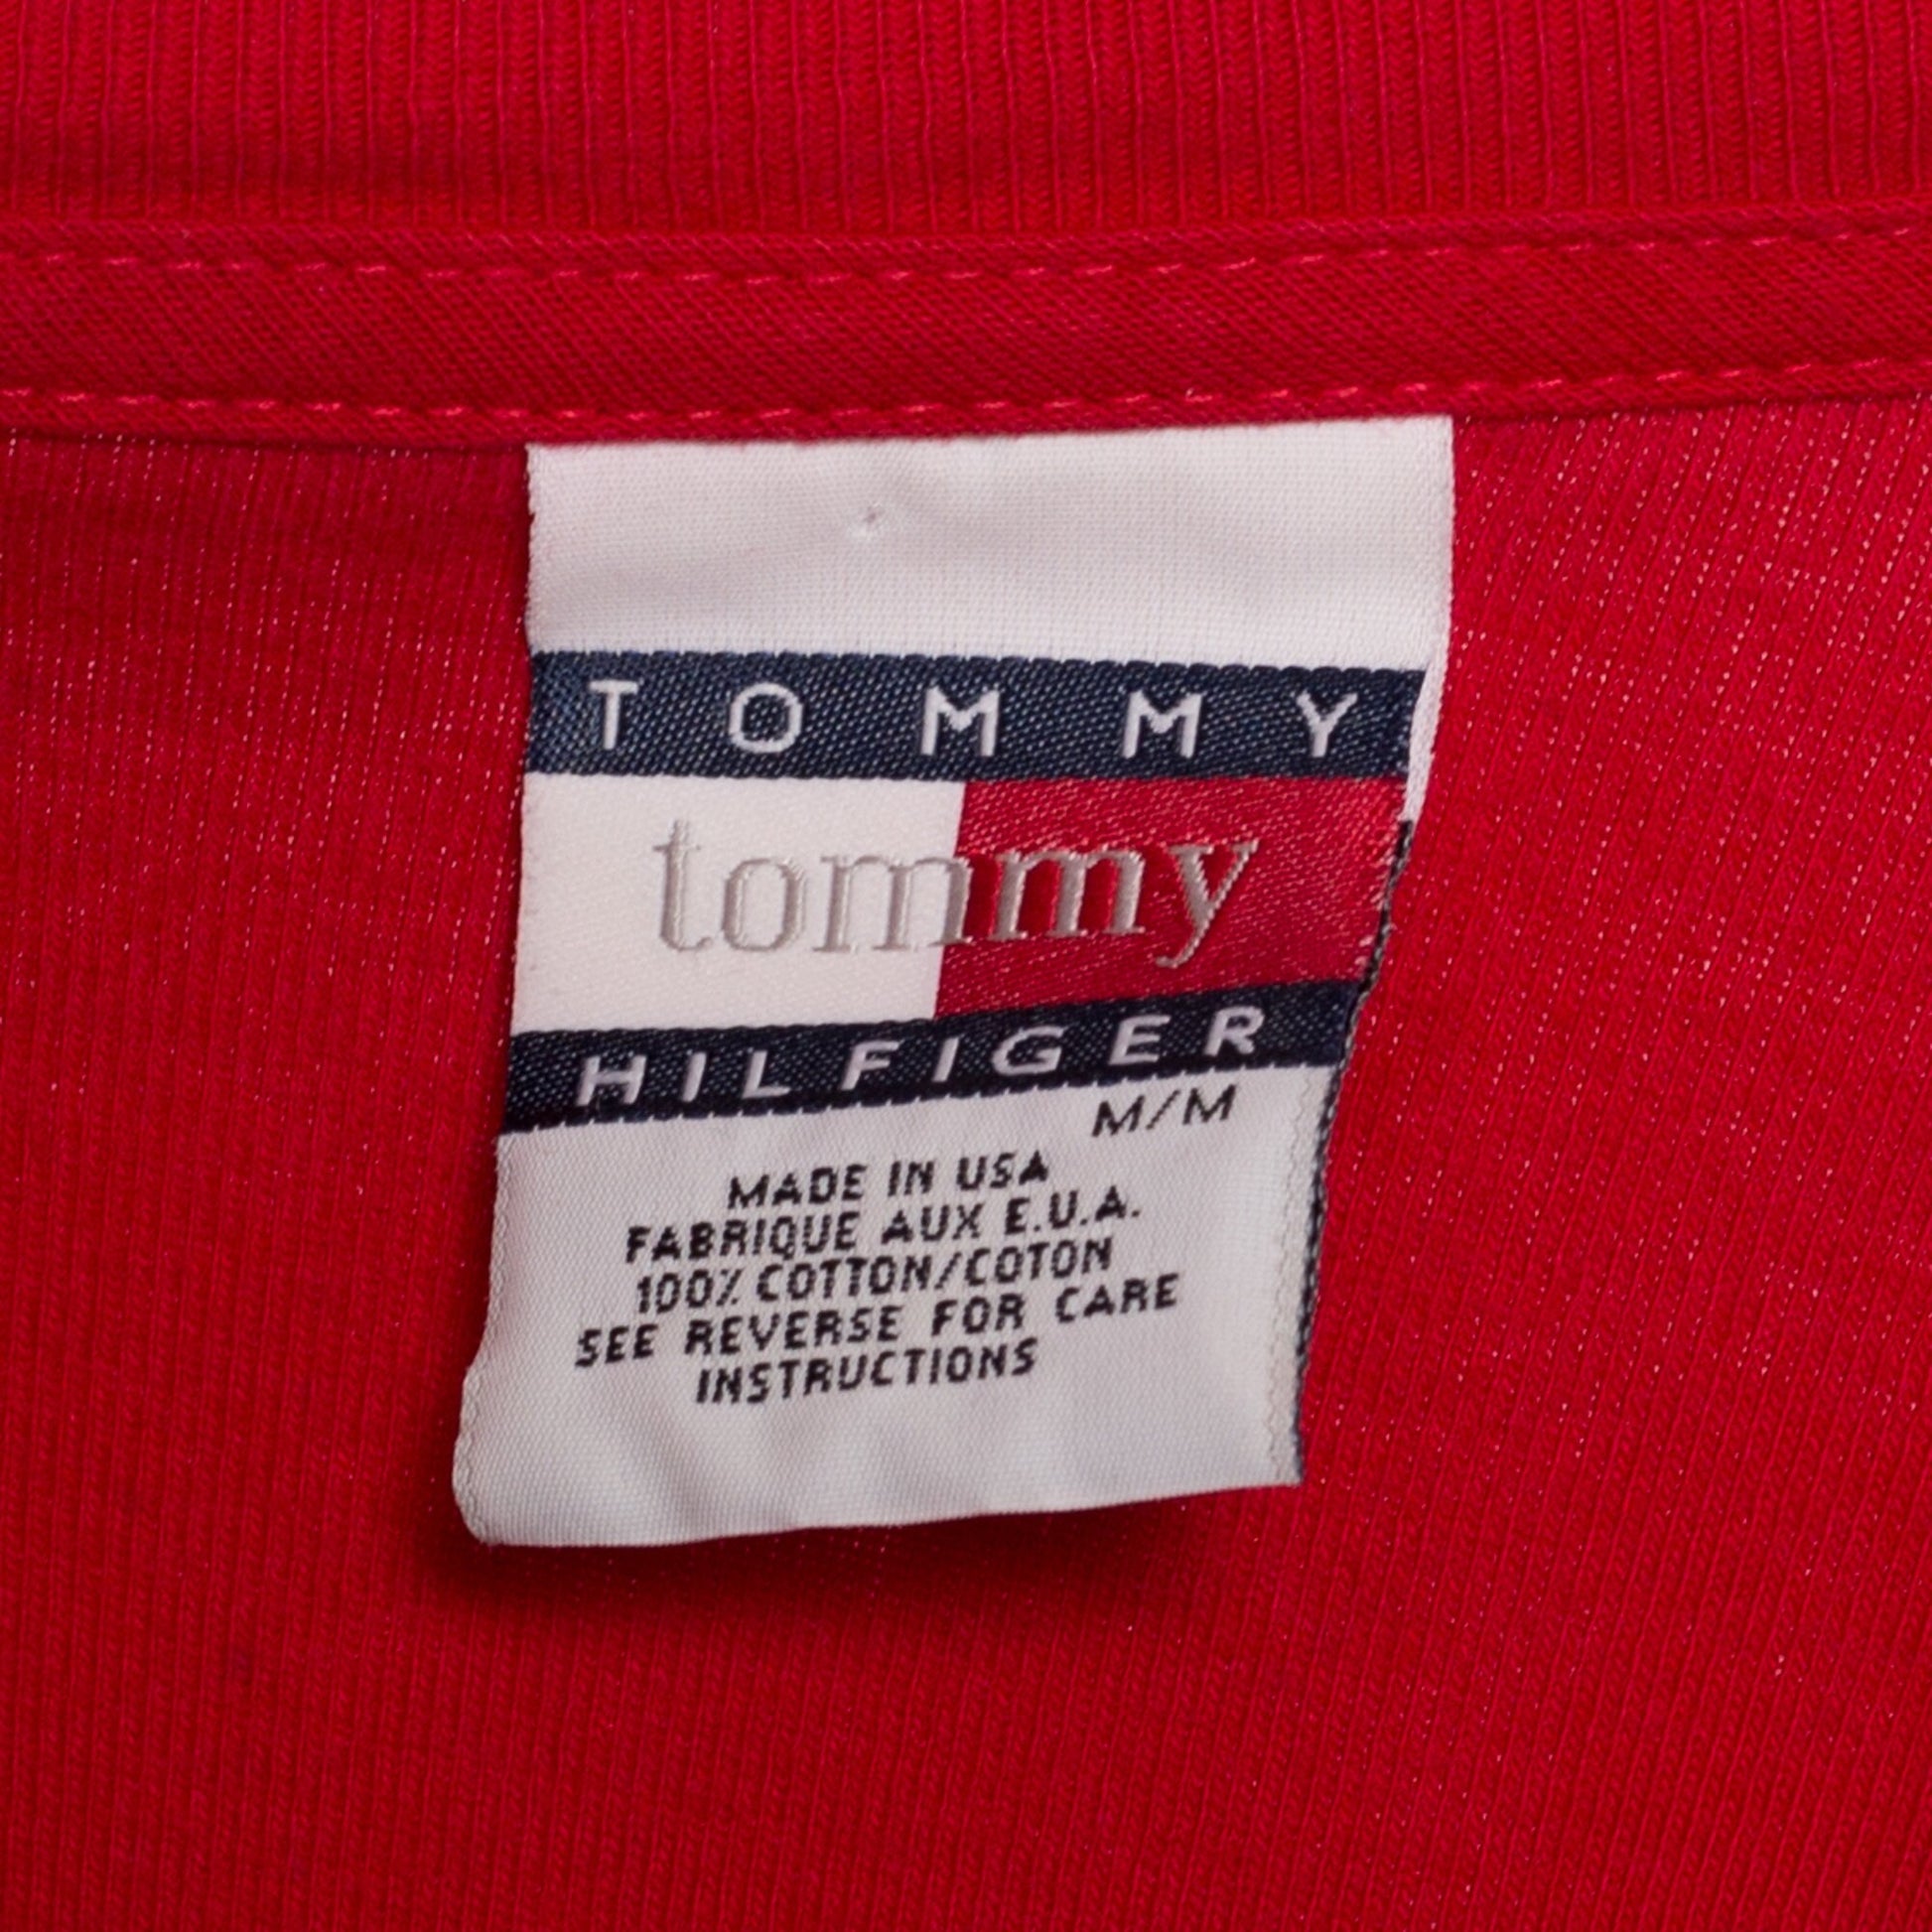 TOMMY
tommy
HILFIGER
M/M
MADE IN USA
FABRIQUE AUX E.U.A.
100% COTTON/COTON
SEE REVERSE FOR CARE
INSTRUCTIONS